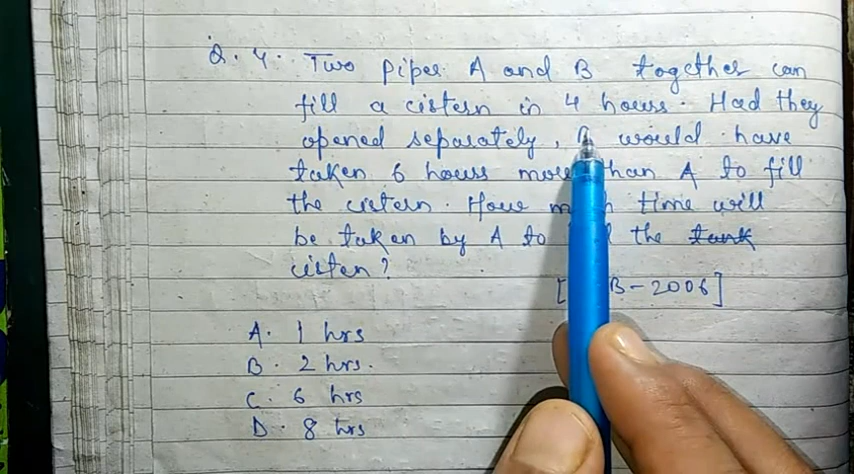 Q. 4. Two pipes A and B together can
fill a cistern in 4 hours. Had they
opened separately, would have
taken 6 hours than A to fill
the cistern. How time will
be taken by A to the tank
cisten?
B-2006]
A. 1 hrs
B. 2 hrs.
C. 6 hrs
D. 8 hrs